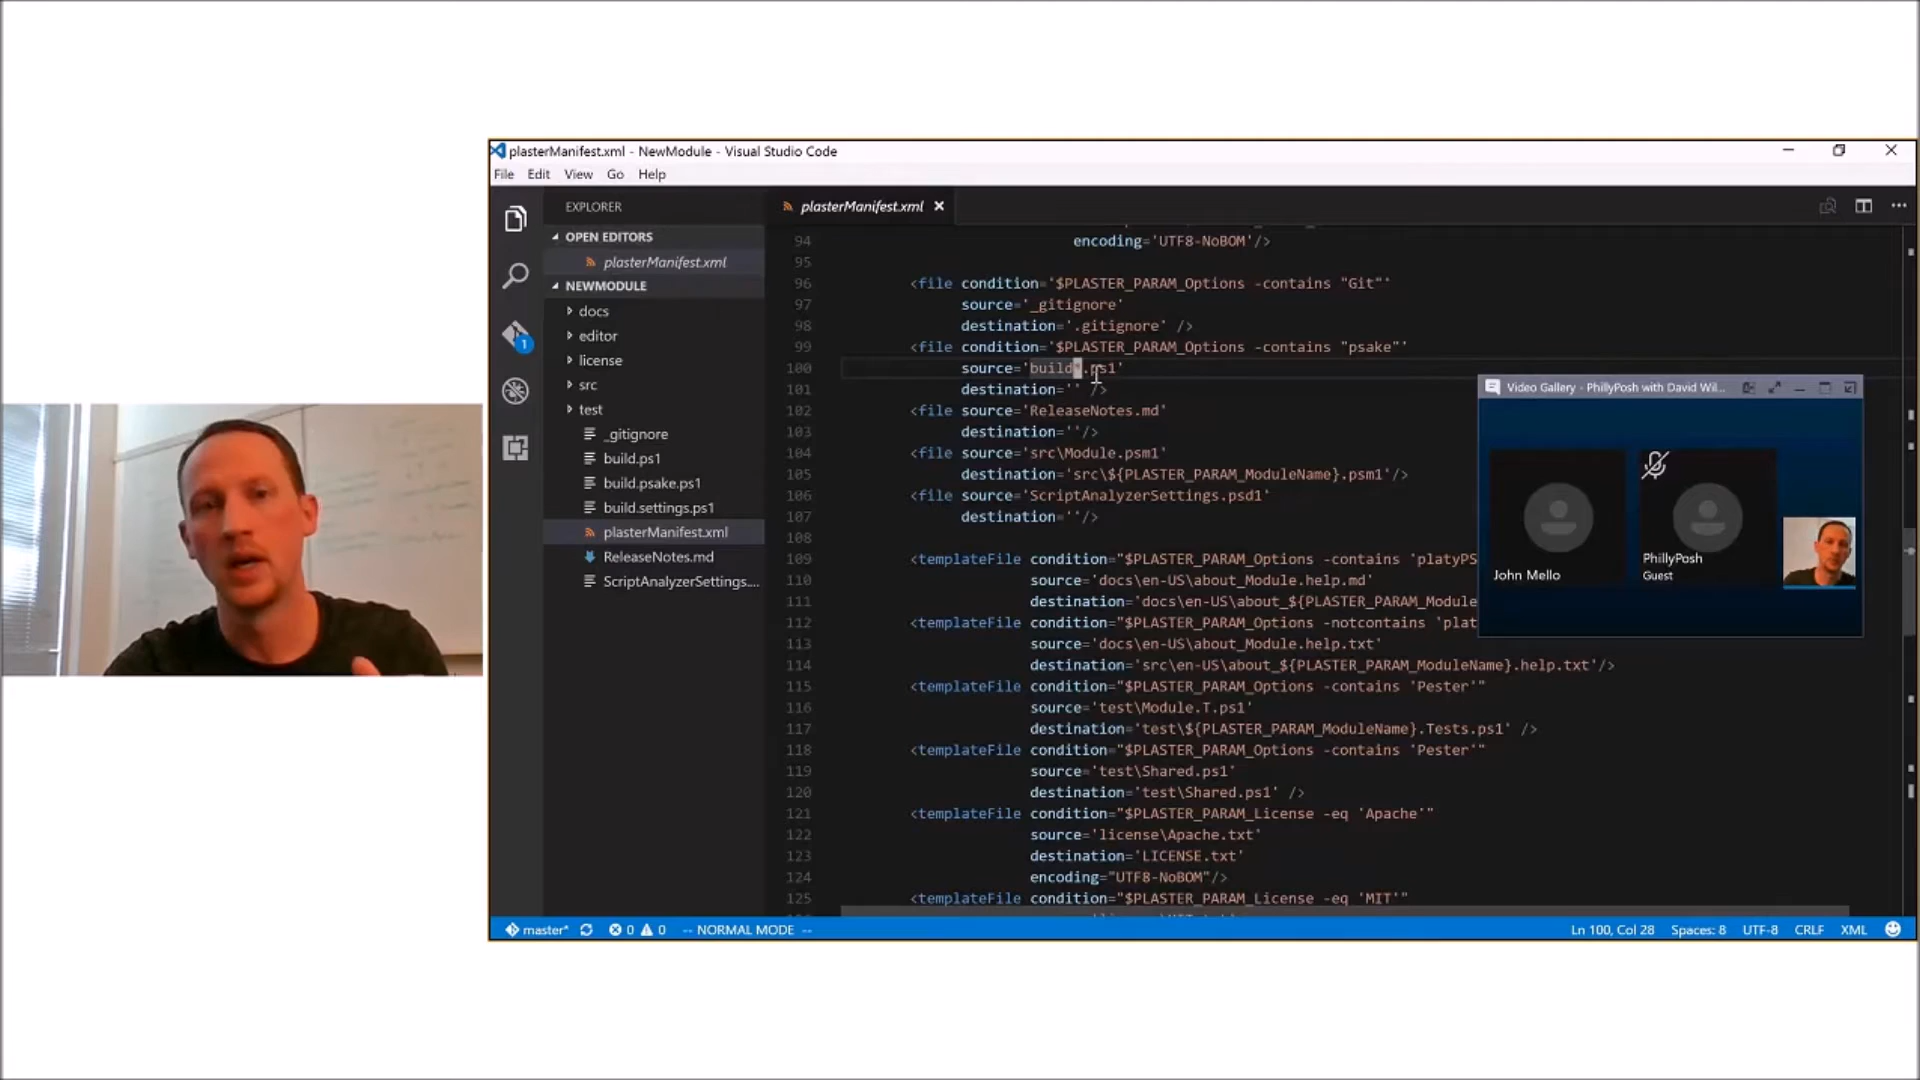 plasterManifest.xml - NewModule - Visual Studio Code
File Edit View Go Help
EXPLORER
OPEN EDITORS
plasterManifest.xml
NEWMODULE
docs
editor
license
src
test
_gitignore
build.ps1
build.psake.ps1
build.settings.ps1
plasterManifest.xml
ReleaseNotes.md
ScriptAnalyzerSettings....
1
plasterManifest.xml
94 encoding='UTF8-NoBOM'/>
95
96 <file condition='$PLASTER_PARAM_Options -contains "Git"'
97 source='_gitignore'
98 destination='.gitignore' />
99 <file condition='$PLASTER_PARAM_Options -contains "psake"'
100 source='build*.ps1'
101 destination='' />
102 <file source='ReleaseNotes.md'
103 destination=''/>
104 <file source='src\Module.psm1'
105 destination='src\${PLASTER_PARAM_ModuleName}.psm1'/>
106 <file source='ScriptAnalyzerSettings.psd1'
107 destination=''/>
108
109 <templateFile condition="$PLASTER_PARAM_Options -contains 'platyPS
110 source='docs\en-US\about_Module.help.md'
111 destination='docs\en-US\about_${PLASTER_PARAM_Module
112 <templateFile condition="$PLASTER_PARAM_Options -notcontains 'plat
113 source='docs\en-US\about_Module.help.txt'
114 destination='src\en-US\about_${PLASTER_PARAM_ModuleName}.help.txt'/>
115 <templateFile condition="$PLASTER_PARAM_Options -contains 'Pester'"
116 source='test\Module.T.ps1'
117 destination='test\${PLASTER_PARAM_ModuleName}.Tests.ps1' />
118 <templateFile condition="$PLASTER_PARAM_Options -contains 'Pester'"
119 source='test\Shared.ps1'
120 destination='test\Shared.ps1' />
121 <templateFile condition="$PLASTER_PARAM_License -eq 'Apache'"
122 source='license\Apache.txt'
123 destination='LICENSE.txt'
124 encoding="UTF8-NoBOM"/>
125 <templateFile condition="$PLASTER_PARAM_License -eq 'MIT'"
Video Gallery - PhillyPosh with David Wil...
John Mello
PhillyPosh
Guest
master* 0 0 -- NORMAL MODE -- Ln 100, Col 28 Spaces: 8 UTF-8 CRLF XML